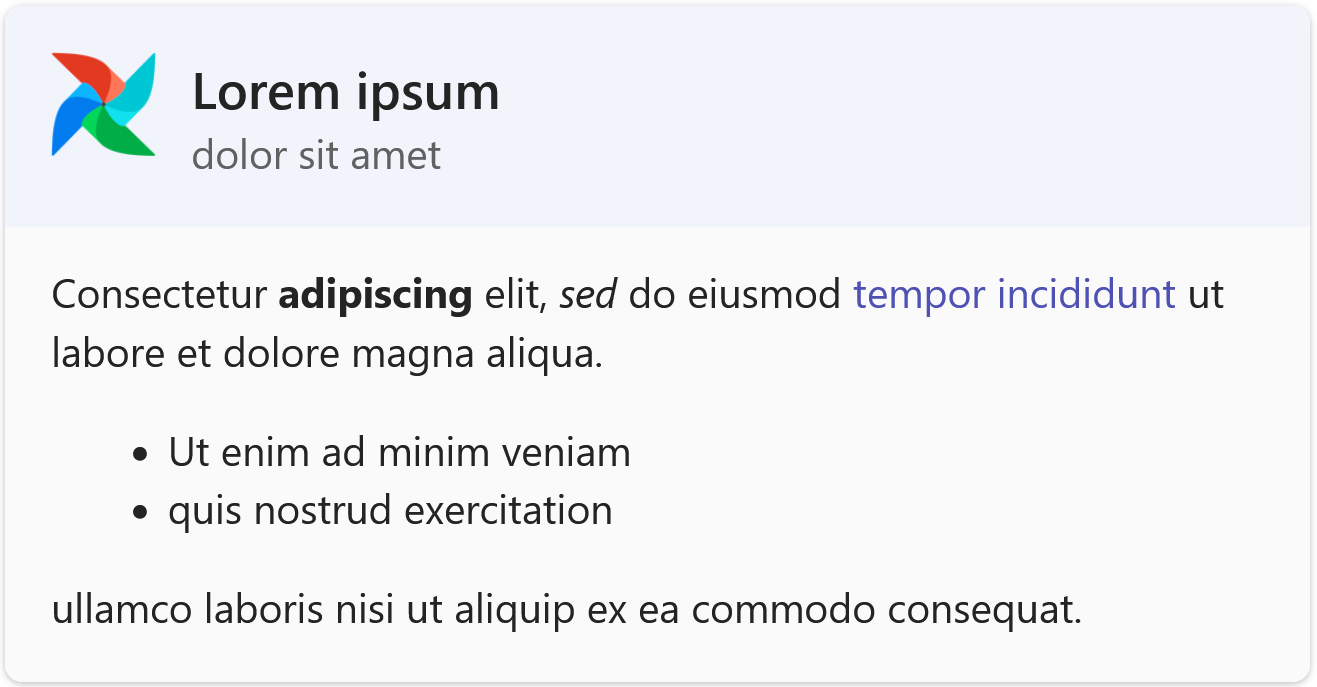 Lorem ipsum
dolor sit amet
Consectetur adipiscing elit, sed do eiusmod tempor incididunt ut
labore et dolore magna aliqua.
• Ut enim ad minim veniam
• quis nostrud exercitation
ullamco laboris nisi ut aliquip ex ea commodo consequat.